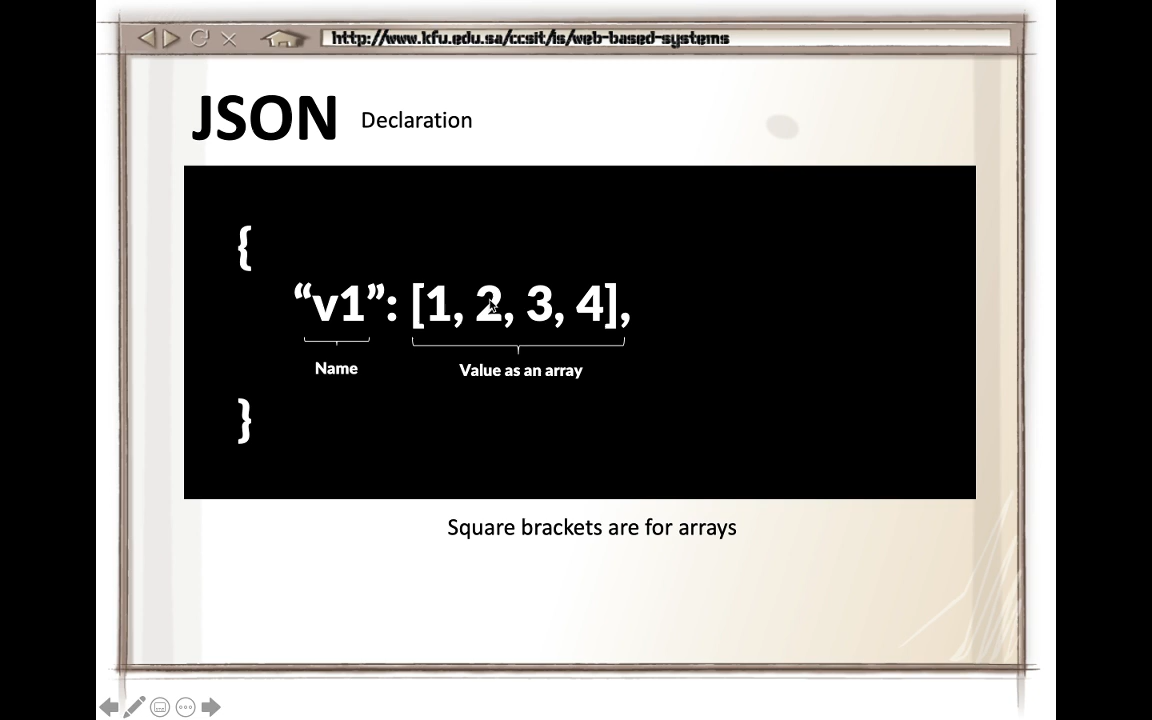 http://www.kfu.edu.sa/ccsit/is/web-based-systems
JSON Declaration
{
“v1”: [1, 2, 3, 4],
Name Value as an array
}
Square brackets are for arrays